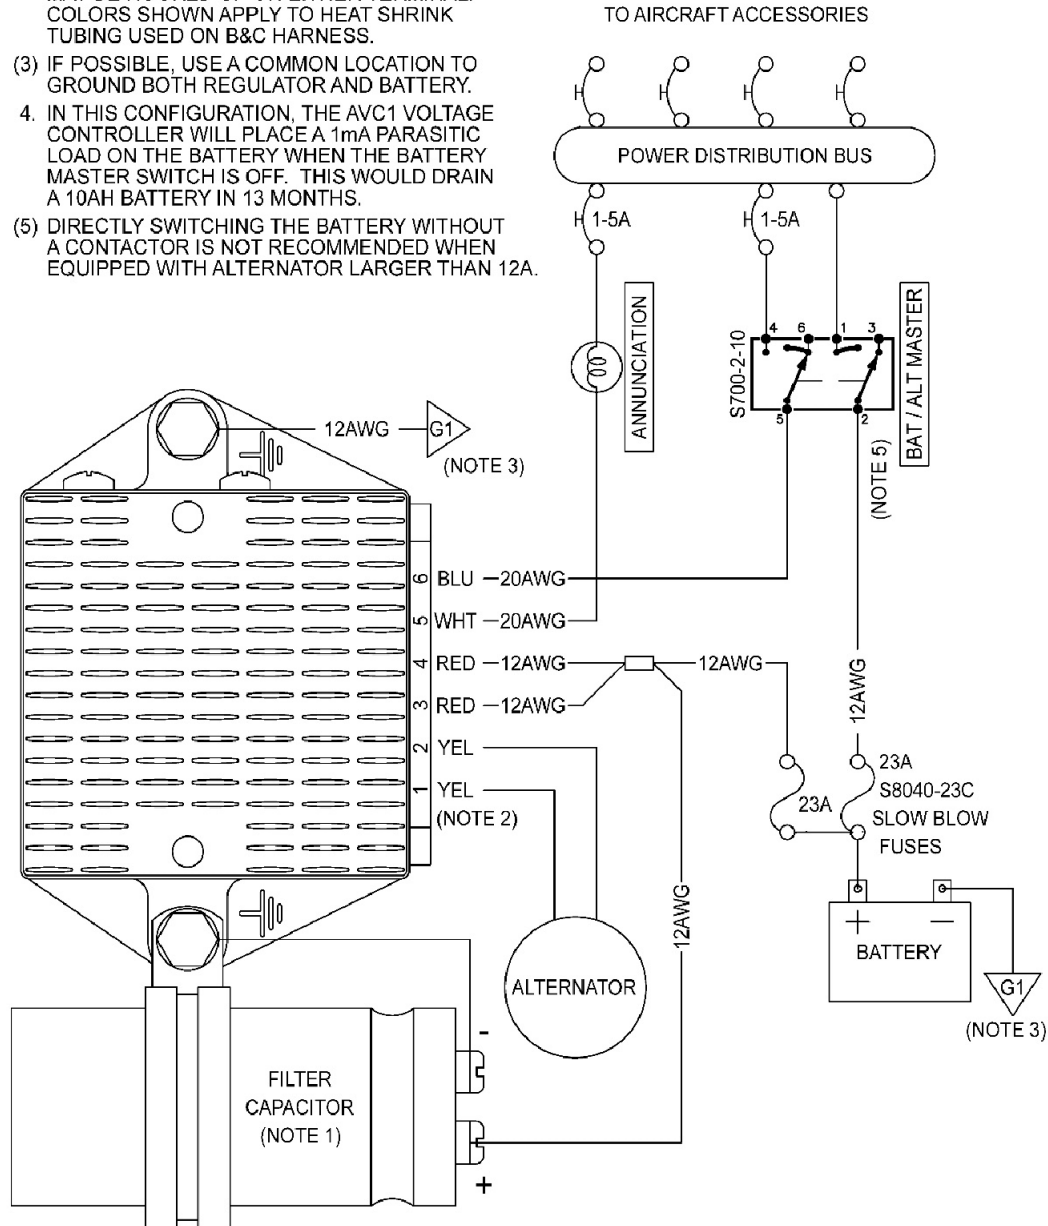 COLORS SHOWN APPLY TO HEAT SHRINK
TUBING USED ON B&C HARNESS.
(3) IF POSSIBLE, USE A COMMON LOCATION TO
GROUND BOTH REGULATOR AND BATTERY.
4. IN THIS CONFIGURATION, THE AVC1 VOLTAGE
CONTROLLER WILL PLACE A 1mA PARASITIC
LOAD ON THE BATTERY WHEN THE BATTERY
MASTER SWITCH IS OFF. THIS WOULD DRAIN
A 10AH BATTERY IN 13 MONTHS.
(5) DIRECTLY SWITCHING THE BATTERY WITHOUT
A CONTACTOR IS NOT RECOMMENDED WHEN
EQUIPPED WITH ALTERNATOR LARGER THAN 12A.
TO AIRCRAFT ACCESSORIES
POWER DISTRIBUTION BUS
1-5A
1-5A
ANNUNCIATION
S700-2-10
4 6 1 3
5 2
BAT / ALT MASTER
(NOTE 5)
12AWG
G1
(NOTE 3)
6 BLU 20AWG
5 WHT 20AWG
4 RED 12AWG
12AWG
3 RED 12AWG
2 YEL
1 YEL
(NOTE 2)
12AWG
23A
23A
S8040-23C
SLOW BLOW
FUSES
12AWG
+ −
BATTERY
G1
(NOTE 3)
ALTERNATOR
-
FILTER
CAPACITOR
(NOTE 1)
+